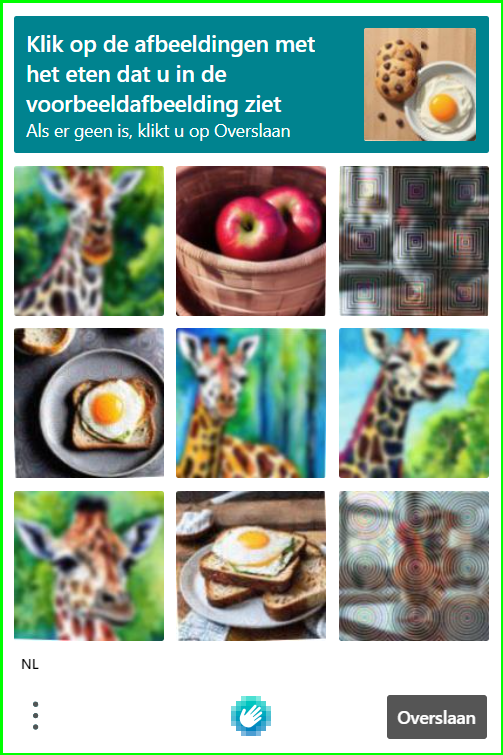 Klik op de afbeeldingen met
het eten dat u in de
voorbeeldafbeelding ziet
Als er geen is, klikt u op Overslaan
NL
Overslaan